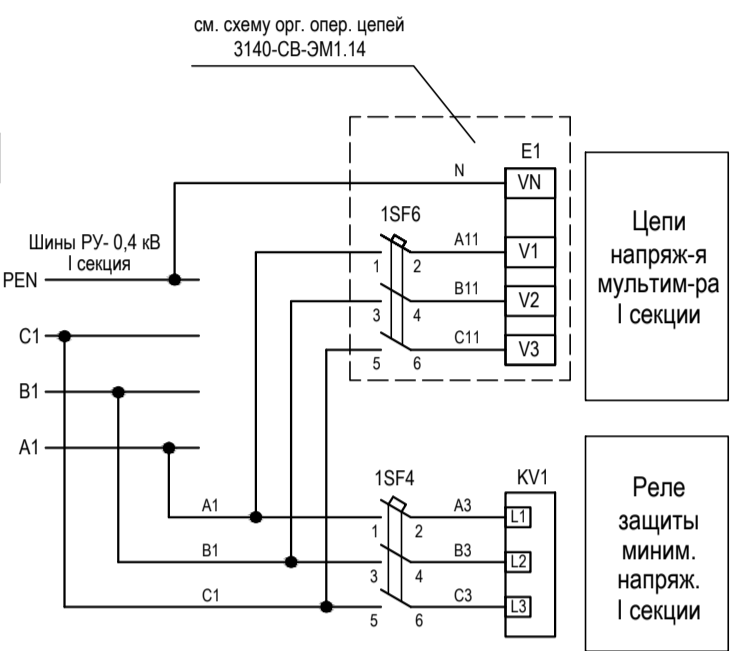 см. схему орг. опер. цепей
3140-СВ-ЭМ1.14
E1
N
VN
1SF6
A11
1
2
V1
B11
3
4
V2
C11
5
6
V3
Цепи
напряж-я
мультим-ра
I секции
Шины РУ- 0,4 кВ
I секция
PEN
C1
B1
A1
1SF4
KV1
A1
1
2
A3
L1
B1
3
4
B3
L2
C1
5
6
C3
L3
Реле
защиты
миним.
напряж.
I секции